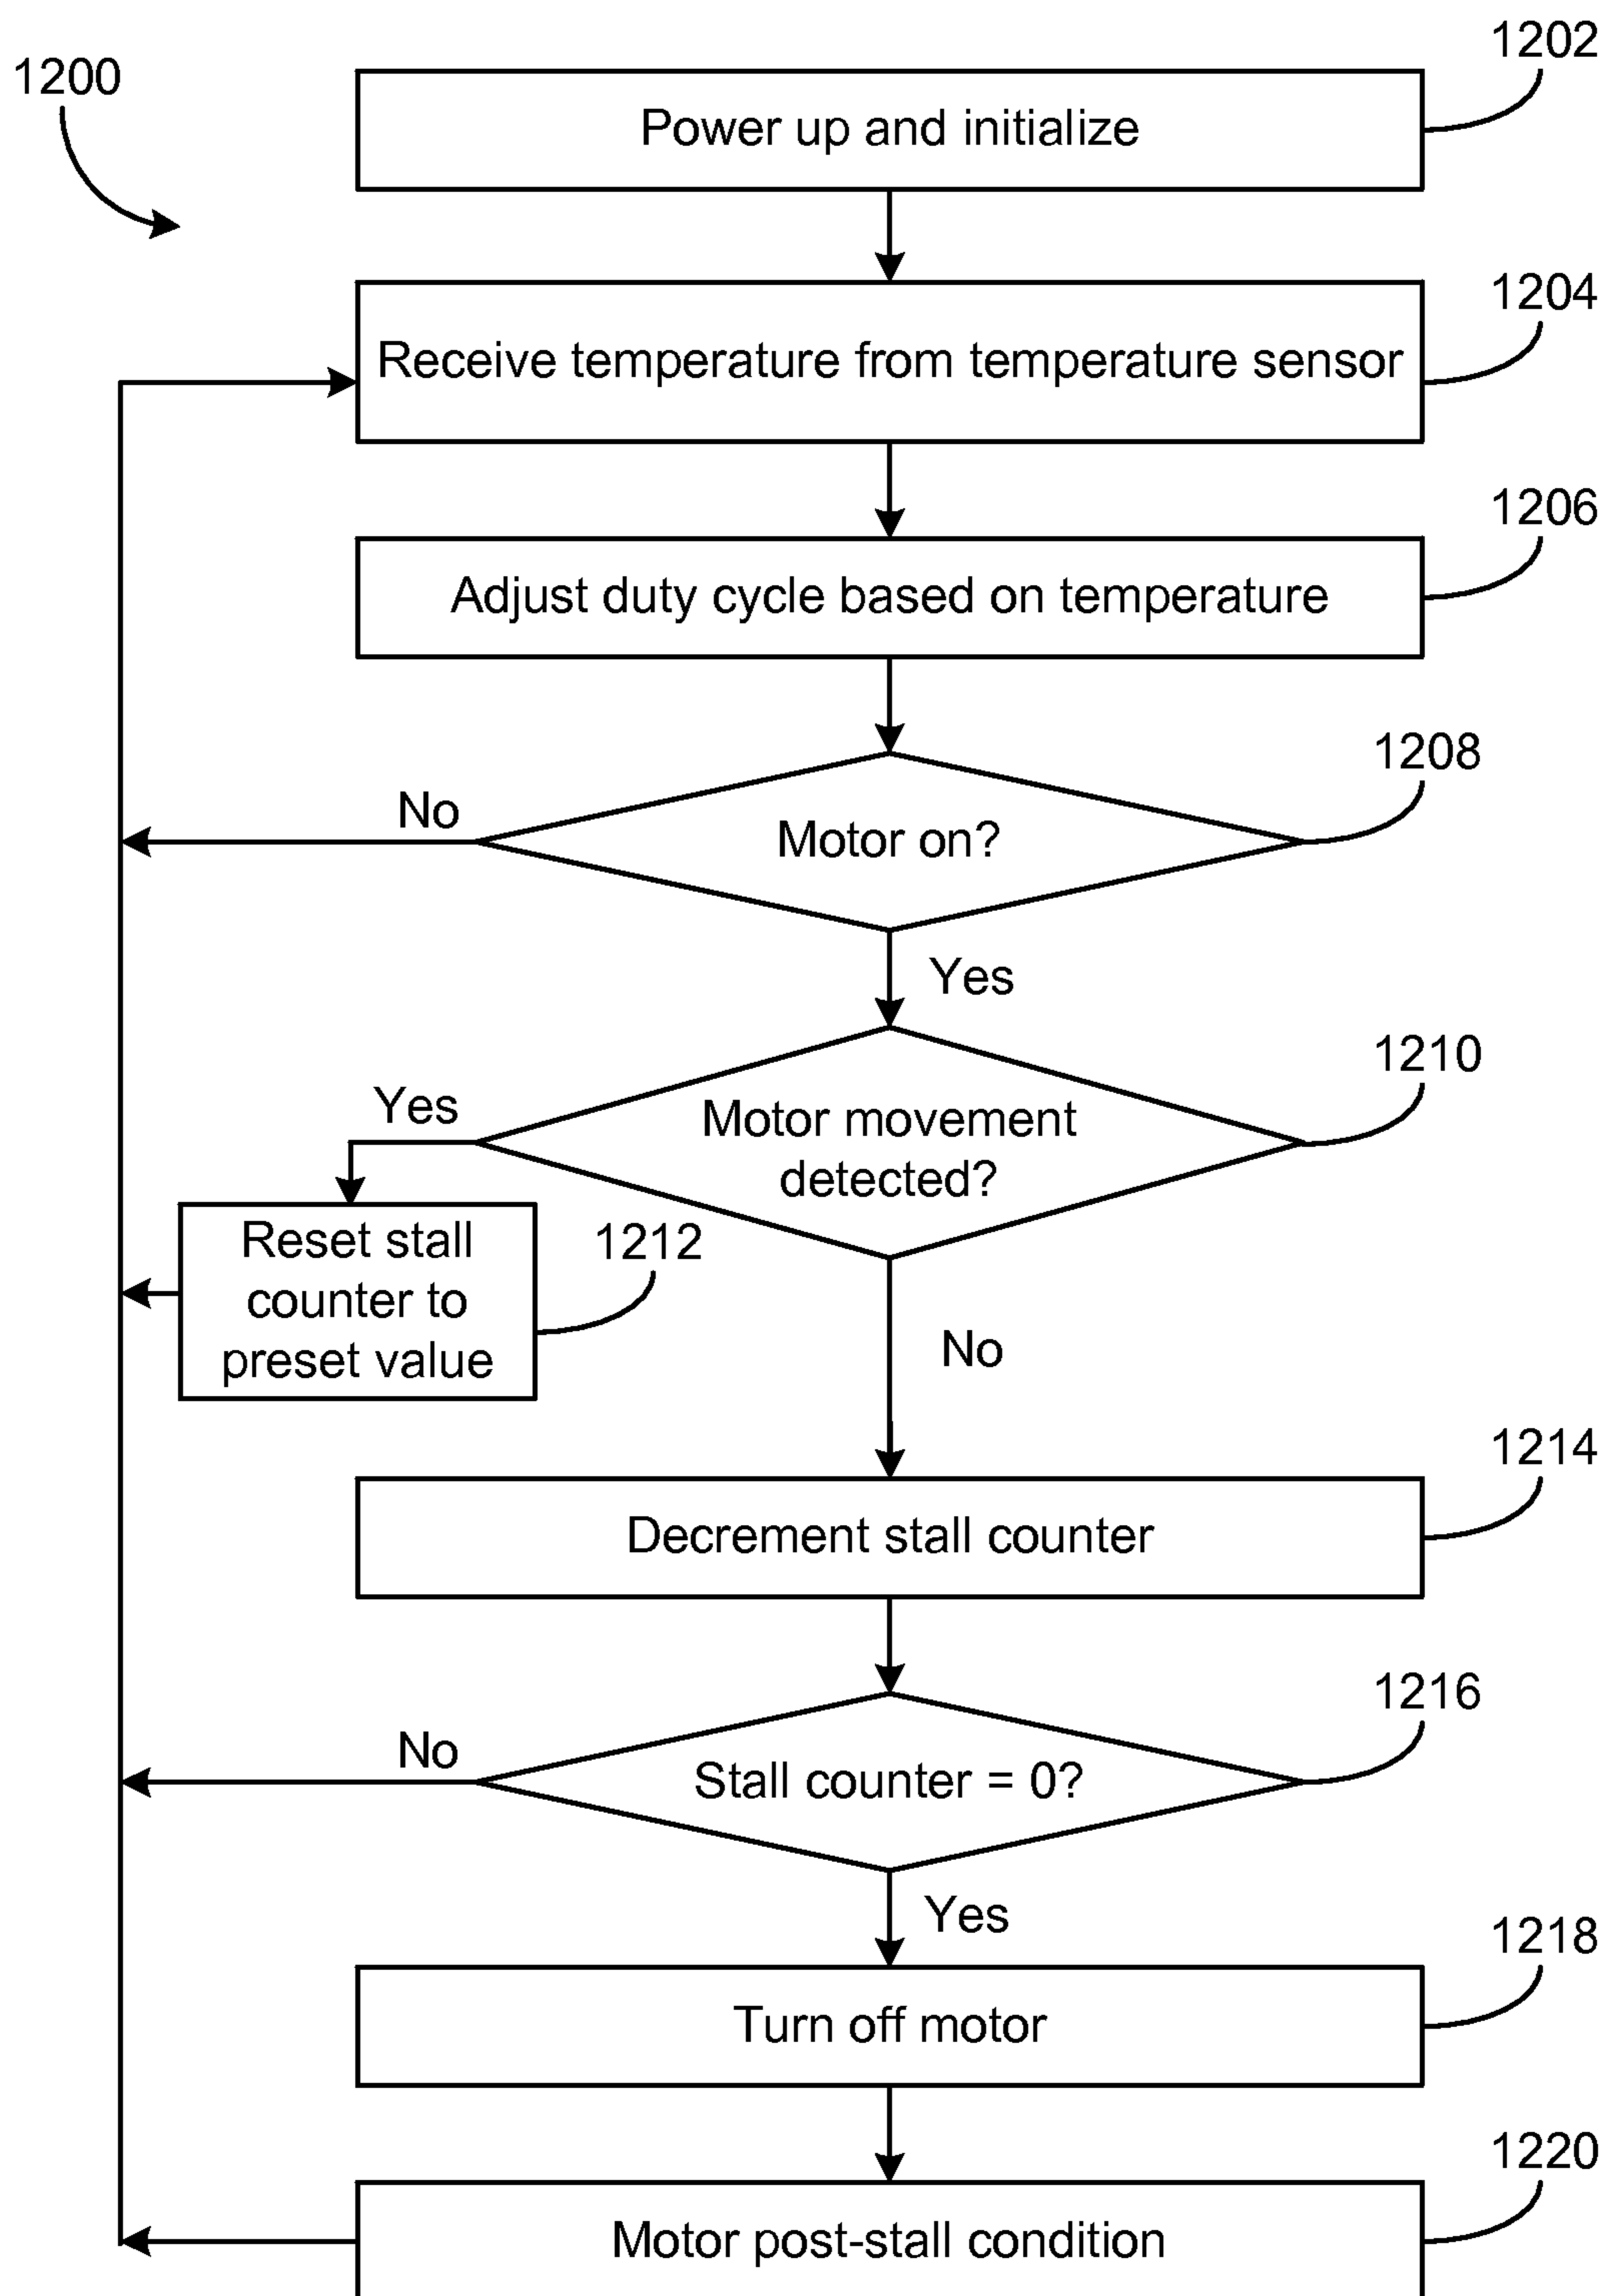 1200
1202
Power up and initialize
1204
Receive temperature from temperature sensor
1206
Adjust duty cycle based on temperature
1208
No
Motor on?
Yes
1210
Yes
Motor movement
detected?
Reset stall
counter to
preset value
1212
No
1214
Decrement stall counter
1216
No
Stall counter = 0?
Yes
1218
Turn off motor
1220
Motor post-stall condition